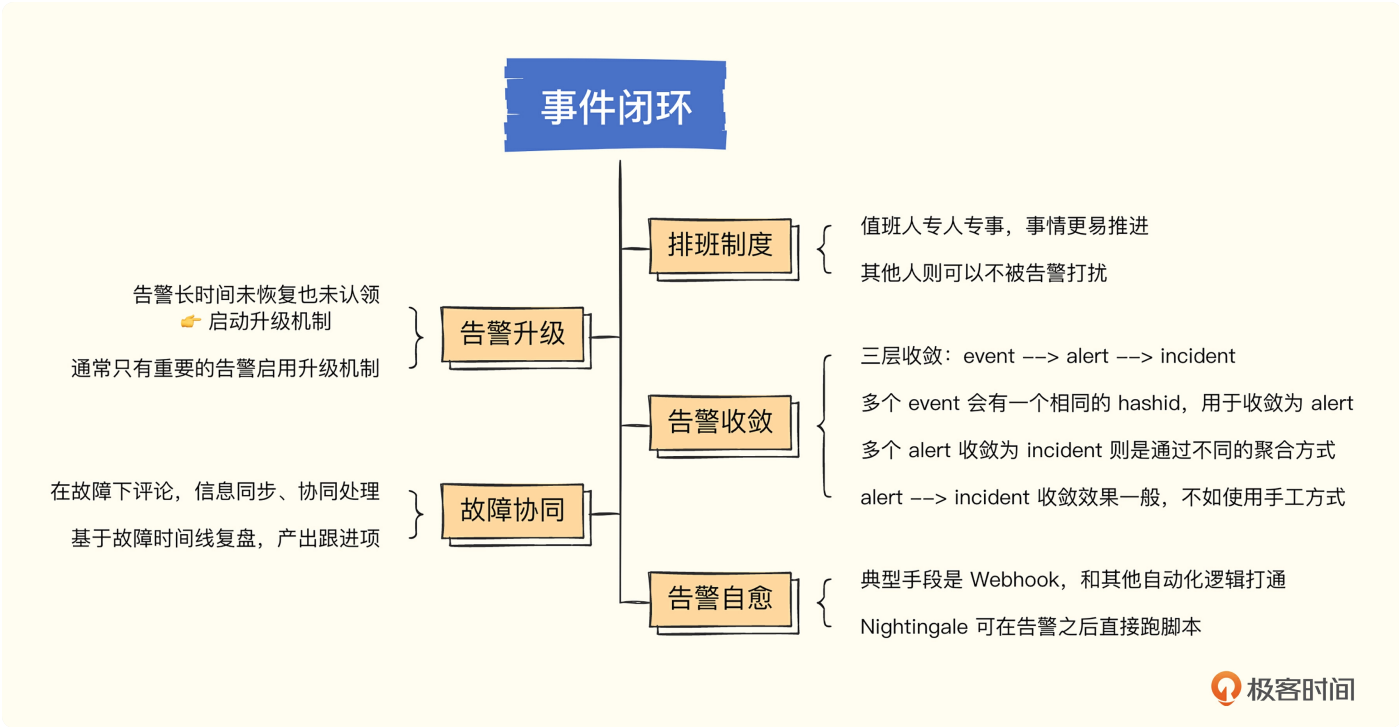 事件闭环
排班制度
值班人专人专事，事情更易推进
其他人则可以不被告警打扰
告警升级
告警长时间未恢复也未认领
👉 启动升级机制
通常只有重要的告警启用升级机制
告警收敛
三层收敛：event --> alert --> incident
多个 event 会有一个相同的 hashid，用于收敛为 alert
多个 alert 收敛为 incident 则是通过不同的聚合方式
alert --> incident 收敛效果一般，不如使用手工方式
故障协同
在故障下评论，信息同步、协同处理
基于故障时间线复盘，产出跟进项
告警自愈
典型手段是 Webhook，和其他自动化逻辑打通
Nightingale 可在告警之后直接跑脚本
极客时间